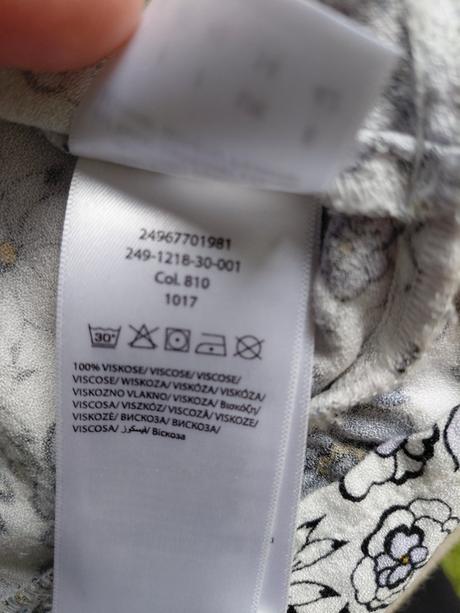 24967701981
249-1218-30-001
Col. 810
1017
30°
100% VISKOSE/ VISCOSE/ VISCOSE/
VISCOSE/ WISKOZA/ VISKÓZA/ VISKÓZA/
VISKOZNO VLAKNO/ VISKOZA/ Βισκόζη/
VISCOSA/ VISZKÓZ/ VISCOZĂ/ VISKOZE/
VISKOZĖ/ ВИСКОЗА/ ВИСКОЗА/
VISCOSA/ فيسكوز/ Віскоза